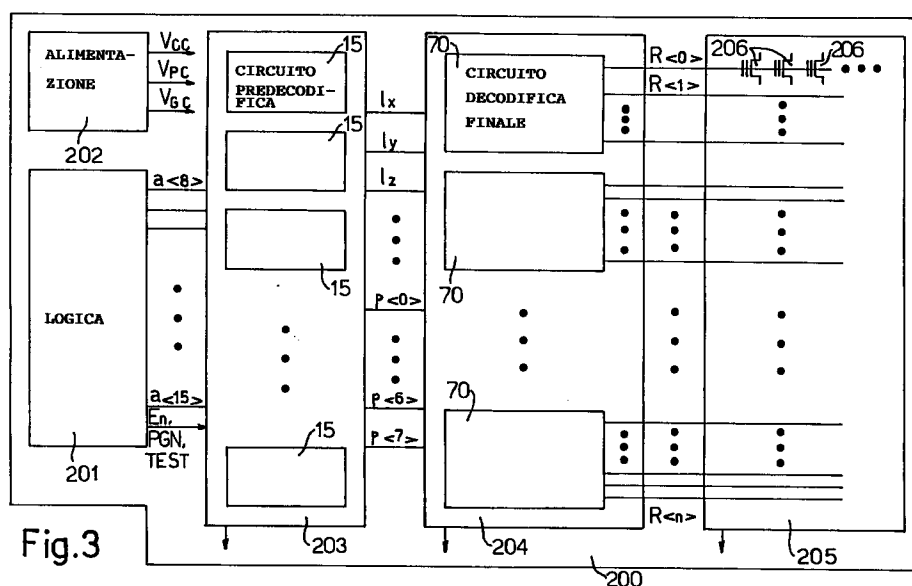 ALIMENTA-
ZIONE
202
VCC
VPC
VGC
LOGICA
201
a<8>
a<15>
En,
PGN,
TEST
15
CIRCUITO
PREDECODI-
FICA
15
15
15
203
lx
ly
lz
P<0>
P<6>
P<7>
70
CIRCUITO
DECODIFICA
FINALE
70
70
204
R<0>
R<1>
R<n>
206
206
205
200
Fig.3